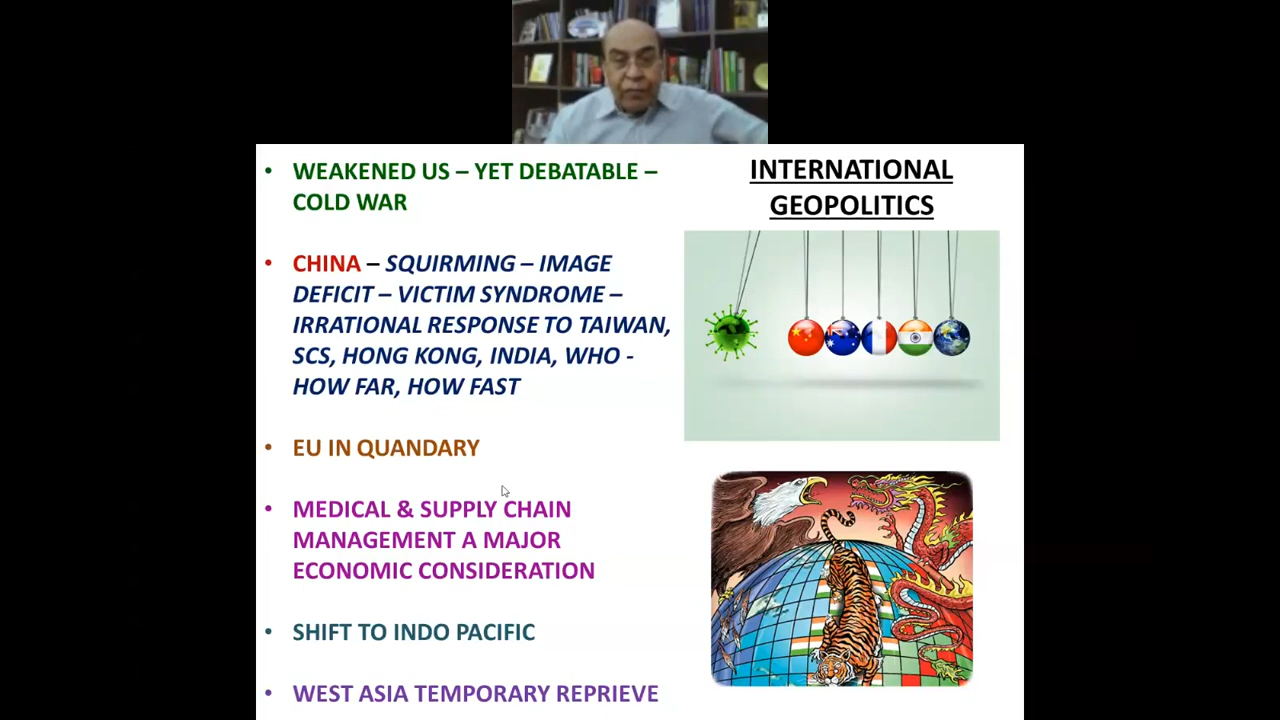 INTERNATIONAL
GEOPOLITICS
• WEAKENED US – YET DEBATABLE –
COLD WAR
• CHINA – SQUIRMING – IMAGE
DEFICIT – VICTIM SYNDROME –
IRRATIONAL RESPONSE TO TAIWAN,
SCS, HONG KONG, INDIA, WHO -
HOW FAR, HOW FAST
• EU IN QUANDARY
• MEDICAL & SUPPLY CHAIN
MANAGEMENT A MAJOR
ECONOMIC CONSIDERATION
• SHIFT TO INDO PACIFIC
• WEST ASIA TEMPORARY REPRIEVE